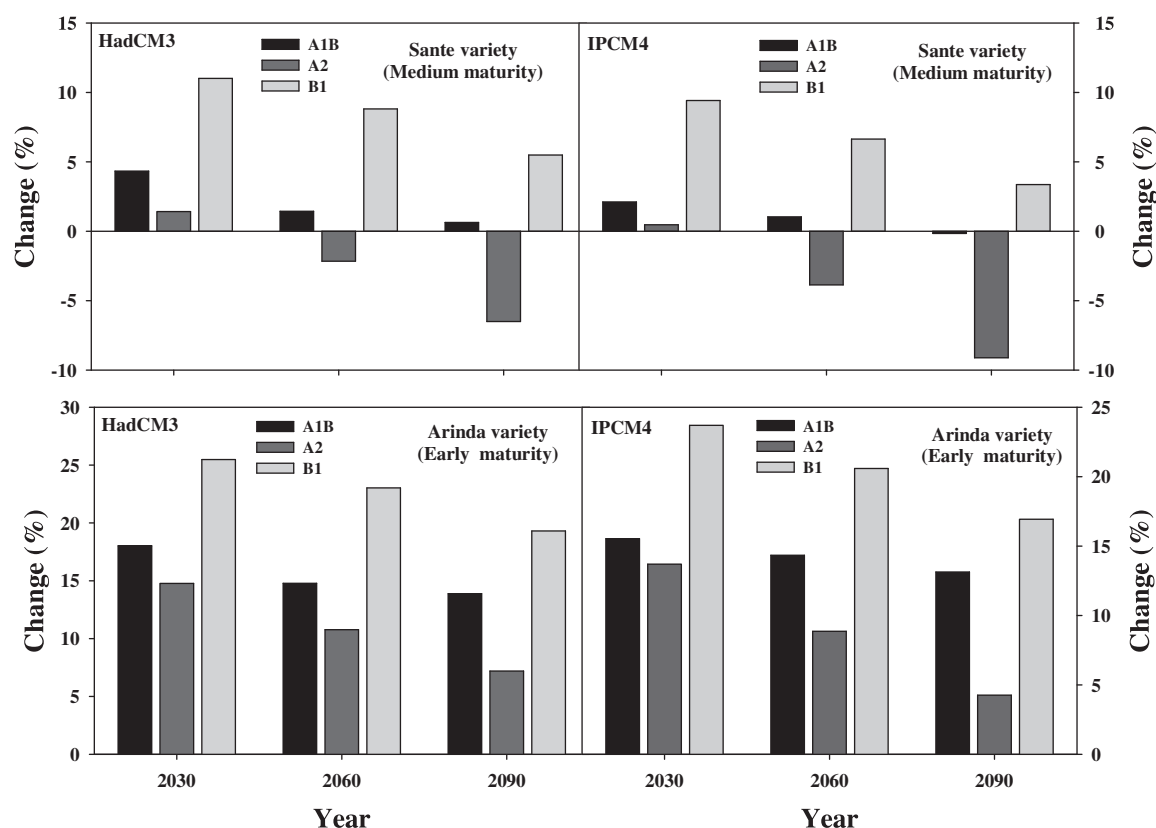 HadCM3
A1B
A2
B1
Sante variety
(Medium maturity)
15
10
5
0
-5
-10
Change (%)
IPCM4
A1B
A2
B1
Sante variety
(Medium maturity)
15
10
5
0
-5
-10
Change (%)
HadCM3
A1B
A2
B1
Arinda variety
(Early maturity)
30
25
20
15
10
5
0
Change (%)
2030
2060
2090
Year
IPCM4
A1B
A2
B1
Arinda variety
(Early maturity)
25
20
15
10
5
0
Change (%)
2030
2060
2090
Year